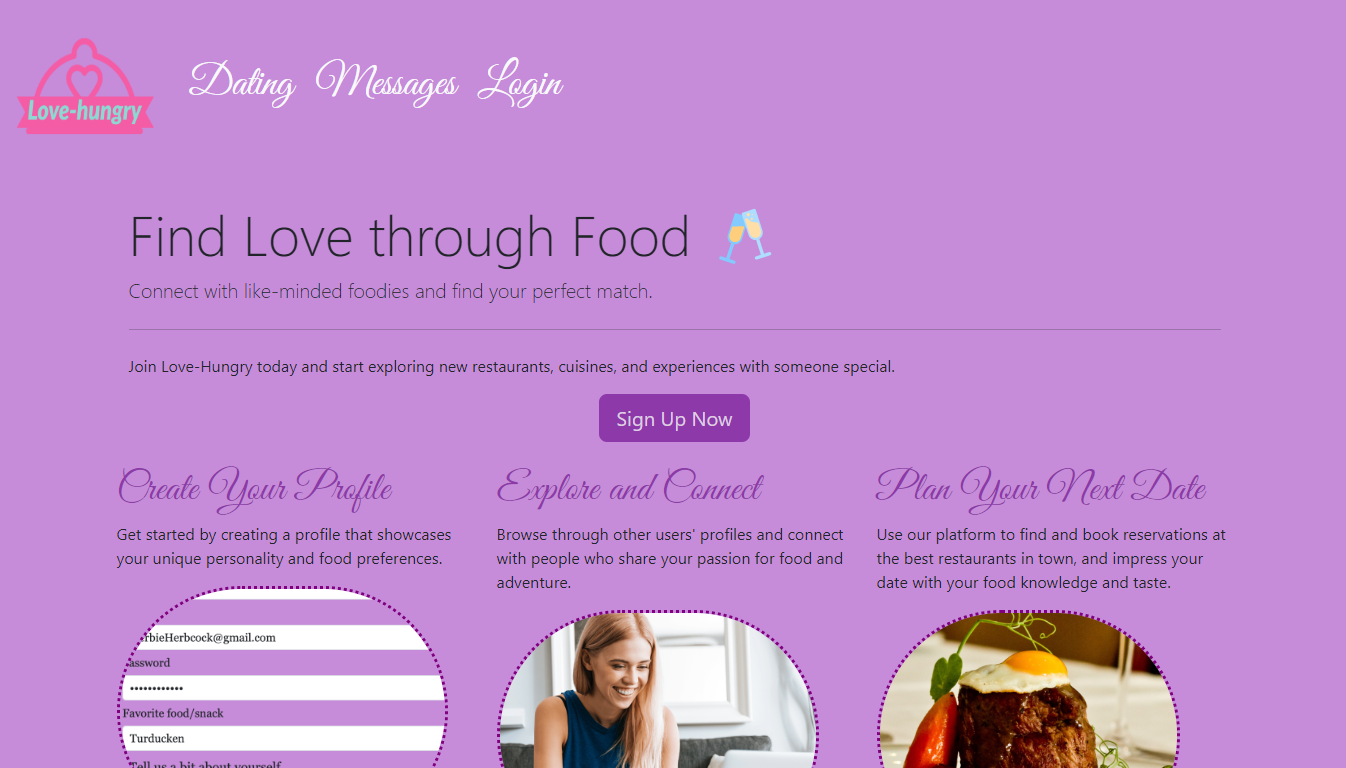 Love-hungry
Dating Messages Login
Find Love through Food
Connect with like-minded foodies and find your perfect match.
Join Love-Hungry today and start exploring new restaurants, cuisines, and experiences with someone special.
Sign Up Now
Create Your Profile
Get started by creating a profile that showcases
your unique personality and food preferences.
rbieHerbcock@gmail.com
assword
••••••••••••
Favorite food/snack
Turducken
Tell us a bit about yourself
Explore and Connect
Browse through other users' profiles and connect
with people who share your passion for food and
adventure.
Plan Your Next Date
Use our platform to find and book reservations at
the best restaurants in town, and impress your
date with your food knowledge and taste.